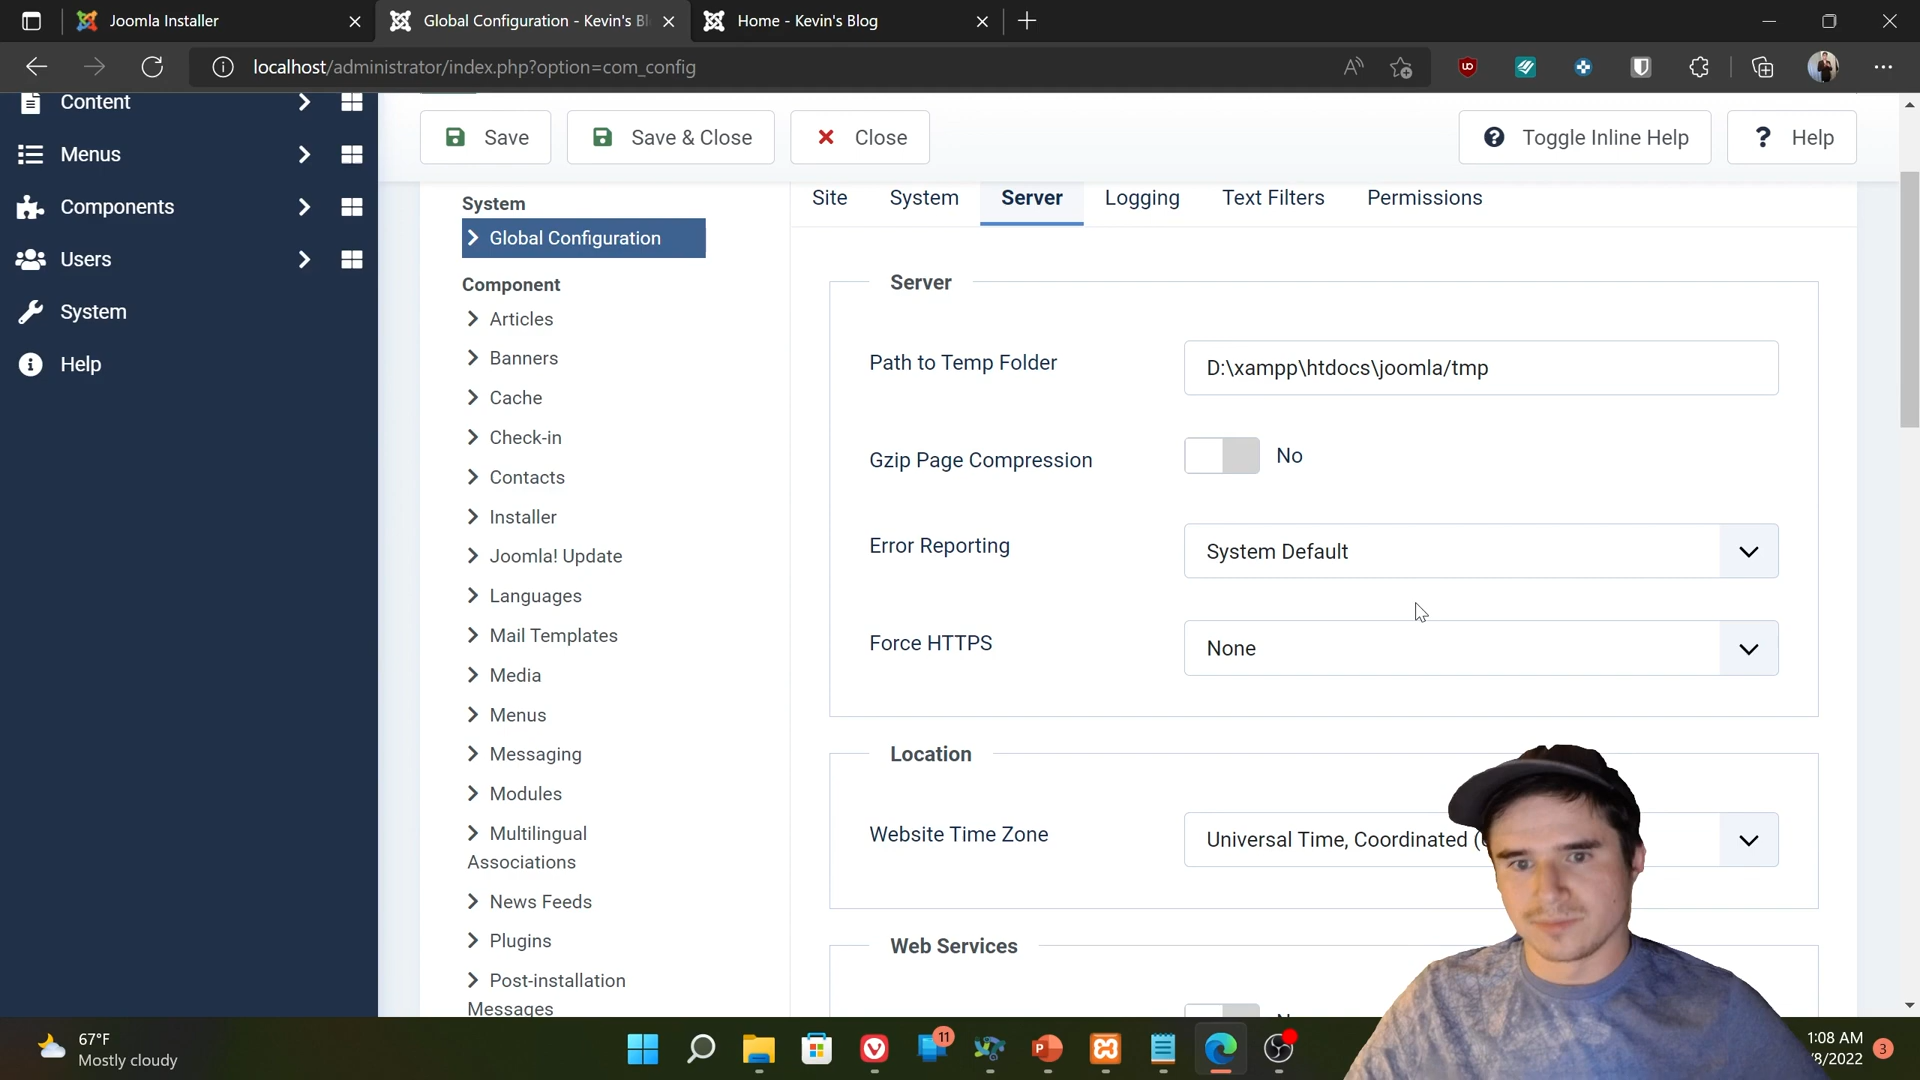 Joomla Installer
Global Configuration - Kevin's Bl
Home - Kevin's Blog
localhost/administrator/index.php?option=com_config
Content
Menus
Components
Users
System
Help
Save
Save & Close
Close
Toggle Inline Help
Help
System
Global Configuration
Component
Articles
Banners
Cache
Check-in
Contacts
Installer
Joomla! Update
Languages
Mail Templates
Media
Menus
Messaging
Modules
Multilingual
Associations
News Feeds
Plugins
Post-installation
Messages
Site System Server Logging Text Filters Permissions
Server
Path to Temp Folder D:\xampp\htdocs\joomla/tmp
Gzip Page Compression No
Error Reporting System Default
Force HTTPS None
Location
Website Time Zone Universal Time, Coordinated (
Web Services
67°F
Mostly cloudy
11
1:08 AM
/8/2022
3